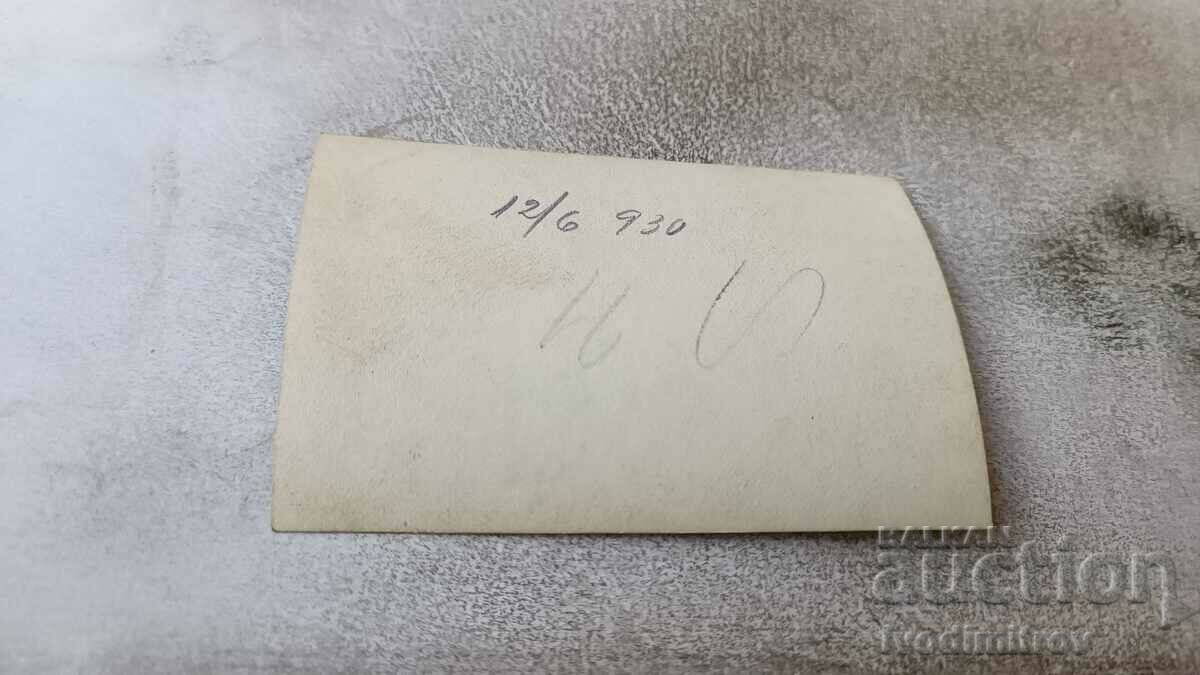 12/6 930
BALKAN
auction
ivodimitrov